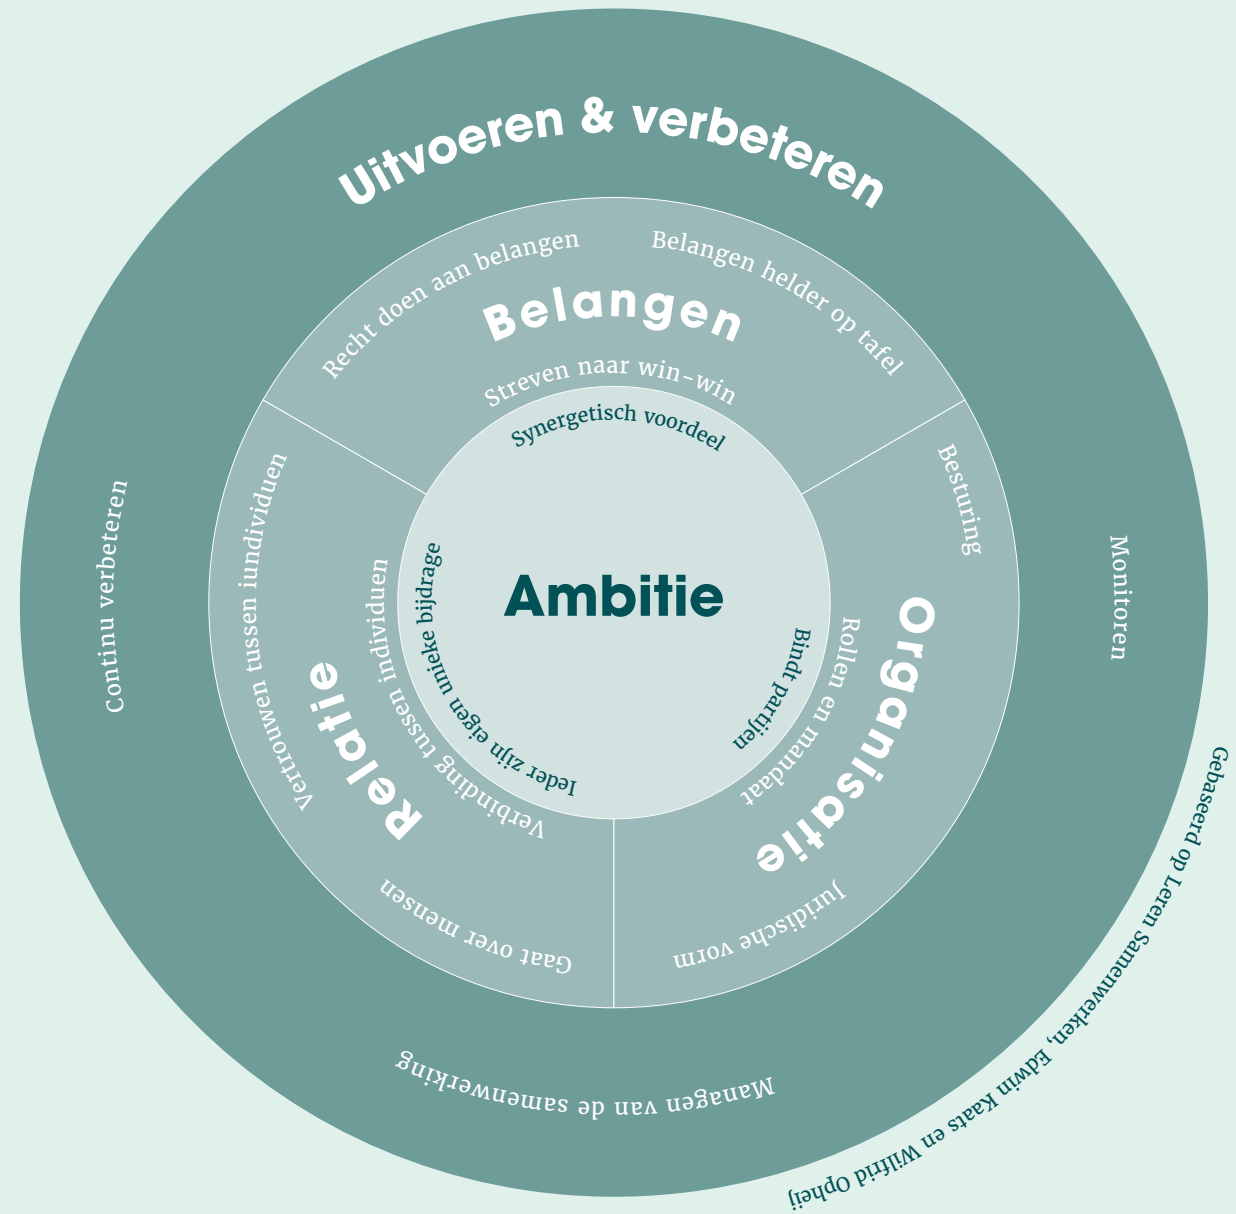 Uitvoeren & verbeteren
Monitoren
Managen van de samenwerking
Continu verbeteren
Recht doen aan belangen
Belangen helder op tafel
Belangen
Streven naar win-win
Besturing
Organisatie
Rollen en mandaat
Juridische vorm
Vertrouwen tussen iundividuen
Relatie
Verbinding tussen individuen
Gaat over mensen
Synergetisch voordeel
Ambitie
Bindt partijen
Ieder zijn eigen unieke bijdrage
Gebaseerd op Leren Samenwerken, Edwin Kaats en Wilfrid Opheij